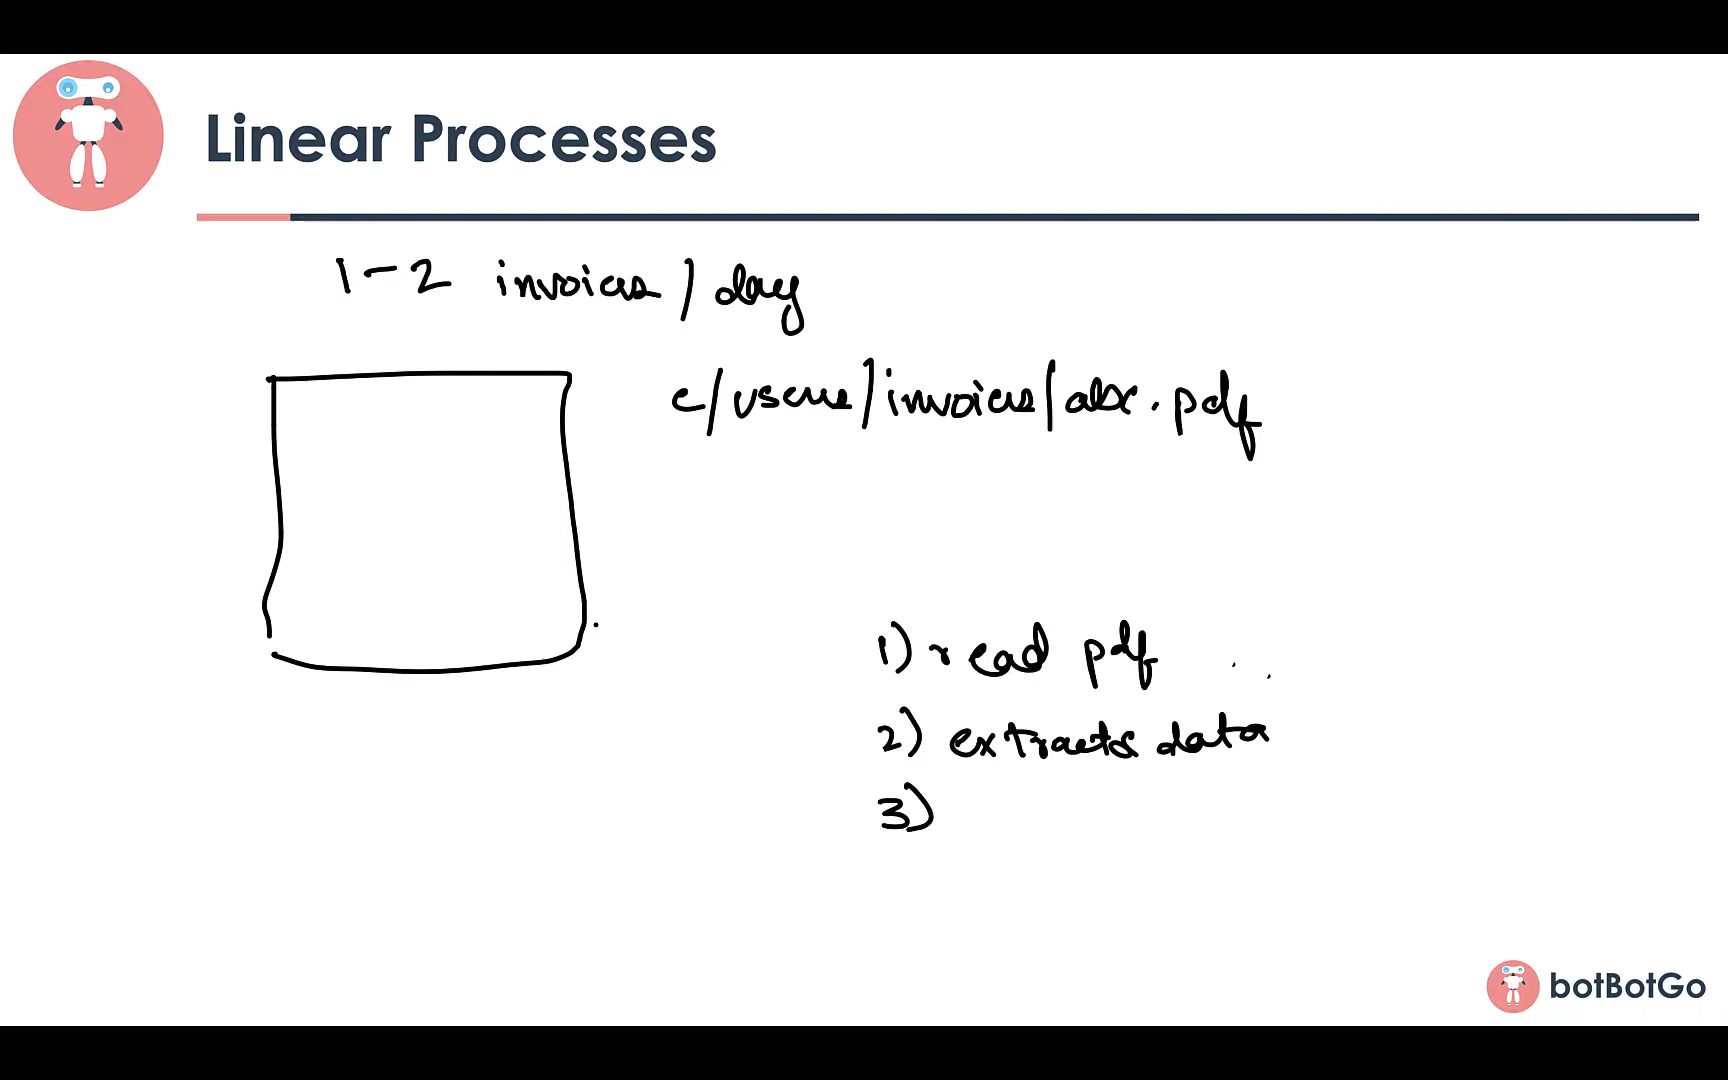 Linear Processes
1-2 invoices / day
c/users/invoices/abc.pdf
1) read pdf
2) extracts data
3)
botBotGo